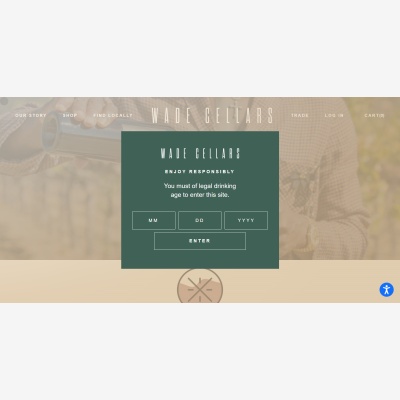 OUR STORY SHOP FIND LOCALLY WADE CELLARS TRADE LOG IN CART
WADE CELLARS
ENJOY RESPONSIBLY
You must of legal drinking
age to enter this site.
MM DD YYYY
ENTER